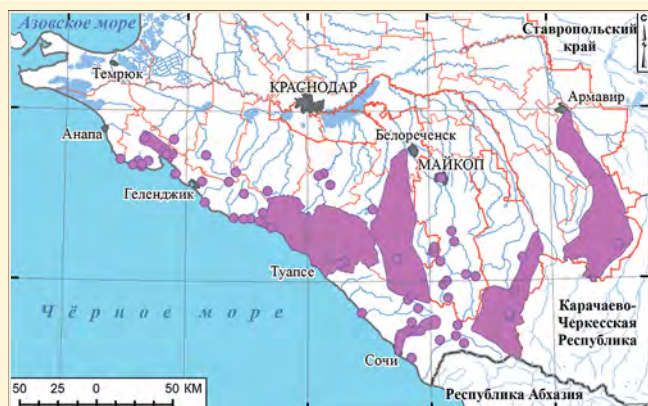 Азовское море
Ставропольский
край
С
Темрюк
КРАСНОДАР
Армавир
Анапа
Белореченск
МАЙКОП
Геленджик
Туапсе
Чёрное море
Карачаево-
Черкесская
Республика
Сочи
50 25 0 50 КМ
Республика Абхазия